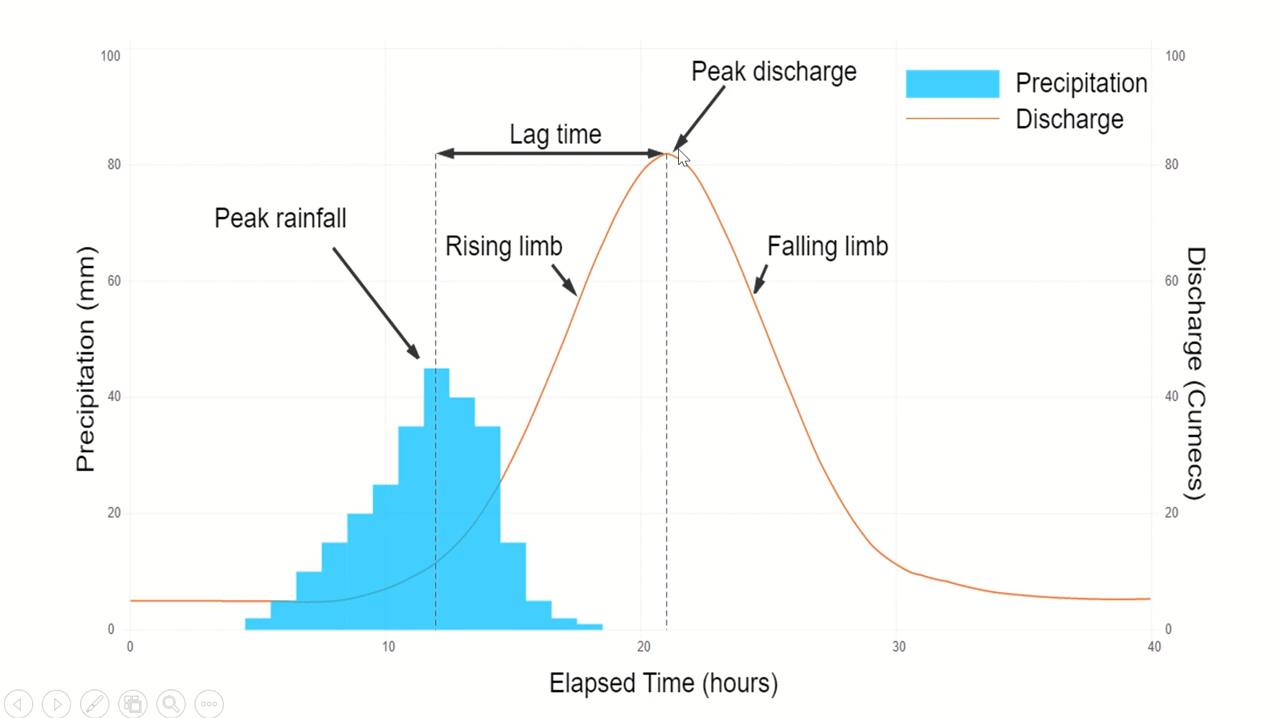 100
100
Peak discharge
Precipitation
Discharge
Lag time
80
80
Peak rainfall
Rising limb
Falling limb
60
60
Precipitation (mm)
Discharge (Cumecs)
40
40
20
20
0
0
0
10
20
30
40
Elapsed Time (hours)